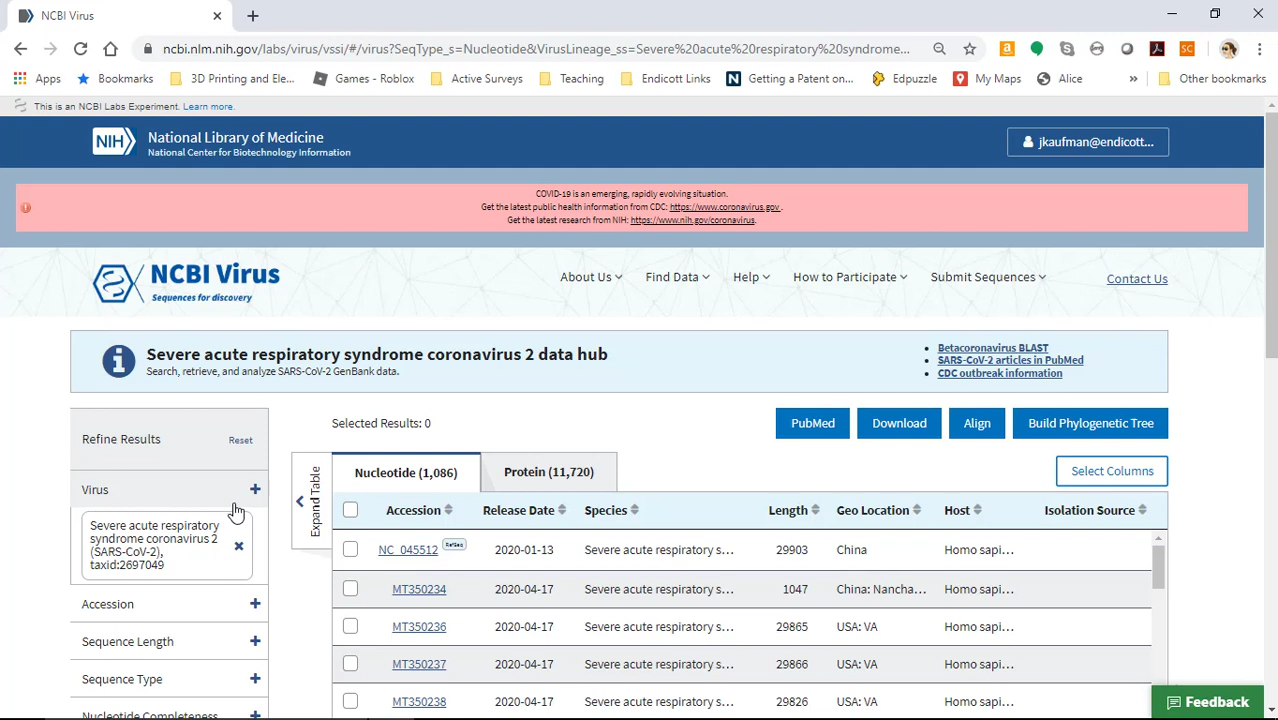 NCBI Virus
ncbi.nlm.nih.gov/labs/virus/vssi/#/virus?SeqType_s=Nucleotide&VirusLineage_ss=Severe%20acute%20respiratory%20syndrome...
Apps Bookmarks 3D Printing and Ele... Games - Roblox Active Surveys Teaching Endicott Links Getting a Patent on... Edpuzzle My Maps Alice » Other bookmarks
This is an NCBI Labs Experiment. Learn more.
NIH National Library of Medicine
National Center for Biotechnology Information
jkaufman@endicott...
COVID-19 is an emerging, rapidly evolving situation.
Get the latest public health information from CDC: https://www.coronavirus.gov .
Get the latest research from NIH: https://www.nih.gov/coronavirus.
NCBI Virus
Sequences for discovery
About Us Find Data Help How to Participate Submit Sequences Contact Us
Severe acute respiratory syndrome coronavirus 2 data hub
Search, retrieve, and analyze SARS-CoV-2 GenBank data.
Betacoronavirus BLAST
SARS-CoV-2 articles in PubMed
CDC outbreak information
Refine Results Reset
Virus
Severe acute respiratory
syndrome coronavirus 2
(SARS-CoV-2),
taxid:2697049
Accession
Sequence Length
Sequence Type
Nucleotide Completeness
Selected Results: 0
PubMed Download Align Build Phylogenetic Tree
Expand Table
Nucleotide (1,086) Protein (11,720) Select Columns
Accession Release Date Species Length Geo Location Host Isolation Source
NC_045512 RefSeq 2020-01-13 Severe acute respiratory s... 29903 China Homo sapi...
MT350234 2020-04-17 Severe acute respiratory s... 1047 China: Nancha... Homo sapi...
MT350236 2020-04-17 Severe acute respiratory s... 29865 USA: VA Homo sapi...
MT350237 2020-04-17 Severe acute respiratory s... 29866 USA: VA Homo sapi...
MT350238 2020-04-17 Severe acute respiratory s... 29826 USA: VA Homo sapi...
Feedback